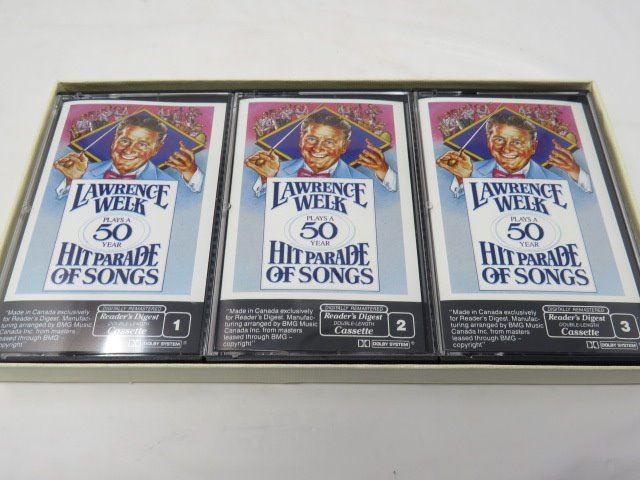 LAWRENCE
WELK
PLAYS A
50
YEAR
HIT PARADE
OF SONGS
"Made in Canada exclusively
for Reader's Digest. Manufac-
turing arranged by BMG Music
Canada Inc. from masters
leased through BMG –
copyright"
DIGITALLY REMASTERED
Reader's Digest
DOUBLE-LENGTH
Cassette
1
DOLBY SYSTEM
LAWRENCE
WELK
PLAYS A
50
YEAR
HIT PARADE
OF SONGS
"Made in Canada exclusively
for Reader's Digest. Manufac-
turing arranged by BMG Music
Canada Inc. from masters
leased through BMG –
copyright"
DIGITALLY REMASTERED
Reader's Digest
DOUBLE-LENGTH
Cassette
2
DOLBY SYSTEM
LAWRENCE
WELK
PLAYS A
50
YEAR
HIT PARADE
OF SONGS
"Made in Canada exclusively
for Reader's Digest. Manufac-
turing arranged by BMG Music
Canada Inc. from masters
leased through BMG –
copyright"
DIGITALLY REMASTERED
Reader's Digest
DOUBLE-LENGTH
Cassette
3
DOLBY SYSTEM